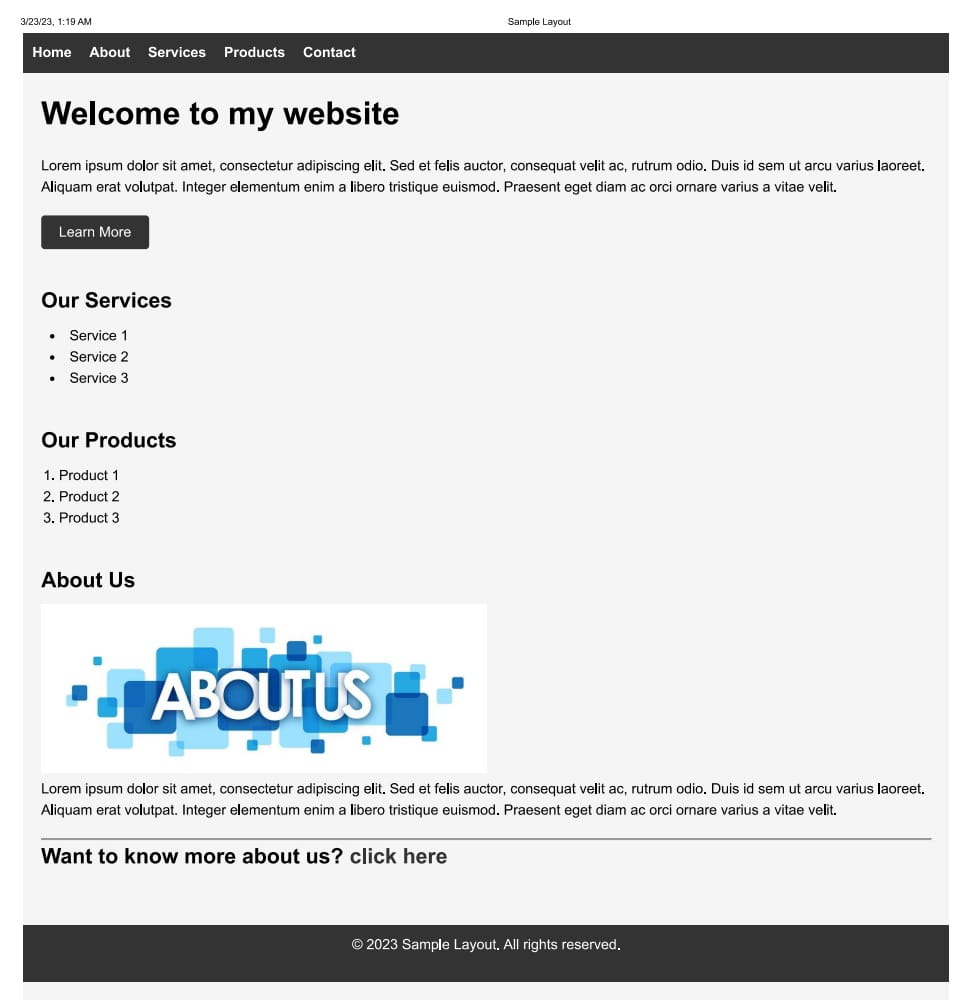 3/23/23, 1:19 AM Sample Layout
Home About Services Products Contact
Welcome to my website
Lorem ipsum dolor sit amet, consectetur adipiscing elit. Sed et felis auctor, consequat velit ac, rutrum odio. Duis id sem ut arcu varius laoreet.
Aliquam erat volutpat. Integer elementum enim a libero tristique euismod. Praesent eget diam ac orci ornare varius a vitae velit.
Learn More
Our Services
• Service 1
• Service 2
• Service 3
Our Products
1. Product 1
2. Product 2
3. Product 3
About Us
ABOUT US
Lorem ipsum dolor sit amet, consectetur adipiscing elit. Sed et felis auctor, consequat velit ac, rutrum odio. Duis id sem ut arcu varius laoreet.
Aliquam erat volutpat. Integer elementum enim a libero tristique euismod. Praesent eget diam ac orci ornare varius a vitae velit.
Want to know more about us? click here
© 2023 Sample Layout. All rights reserved.